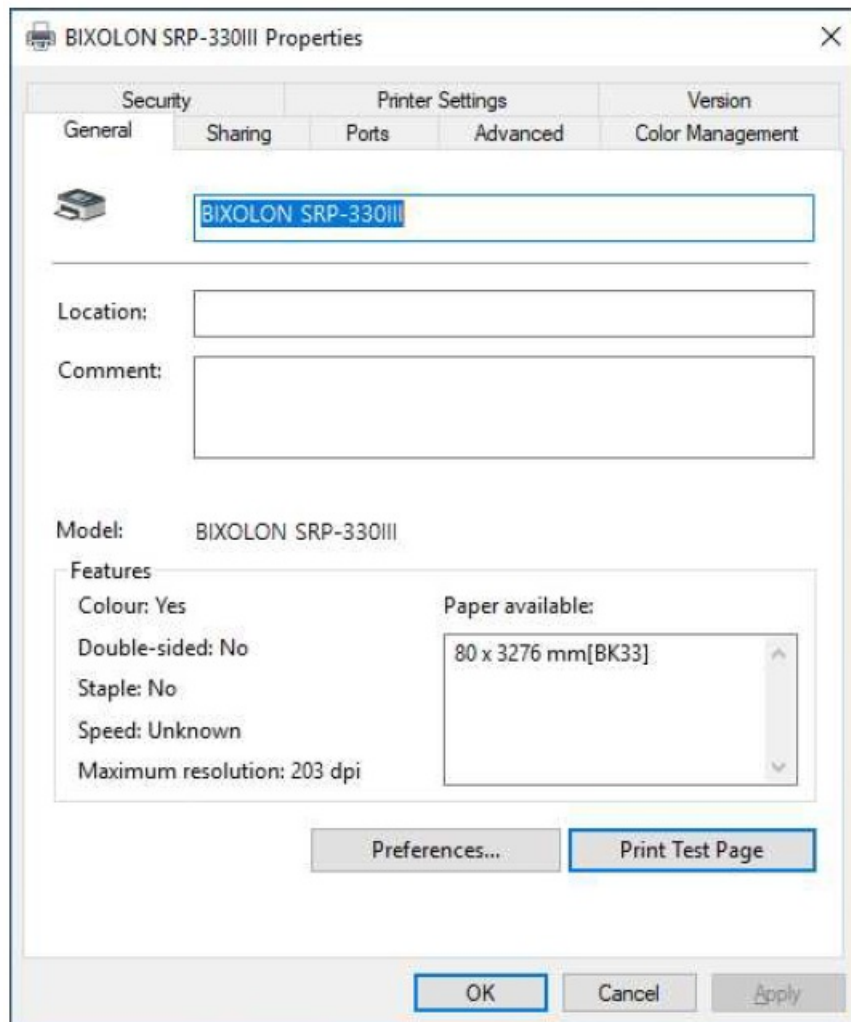 BIXOLON SRP-330III Properties
Security Printer Settings Version
General Sharing Ports Advanced Color Management
BIXOLON SRP-330III
Location:
Comment:
Model: BIXOLON SRP-330III
Features
Colour: Yes
Paper available:
Double-sided: No
80 x 3276 mm[BK33]
Staple: No
Speed: Unknown
Maximum resolution: 203 dpi
Preferences... Print Test Page
OK Cancel Apply